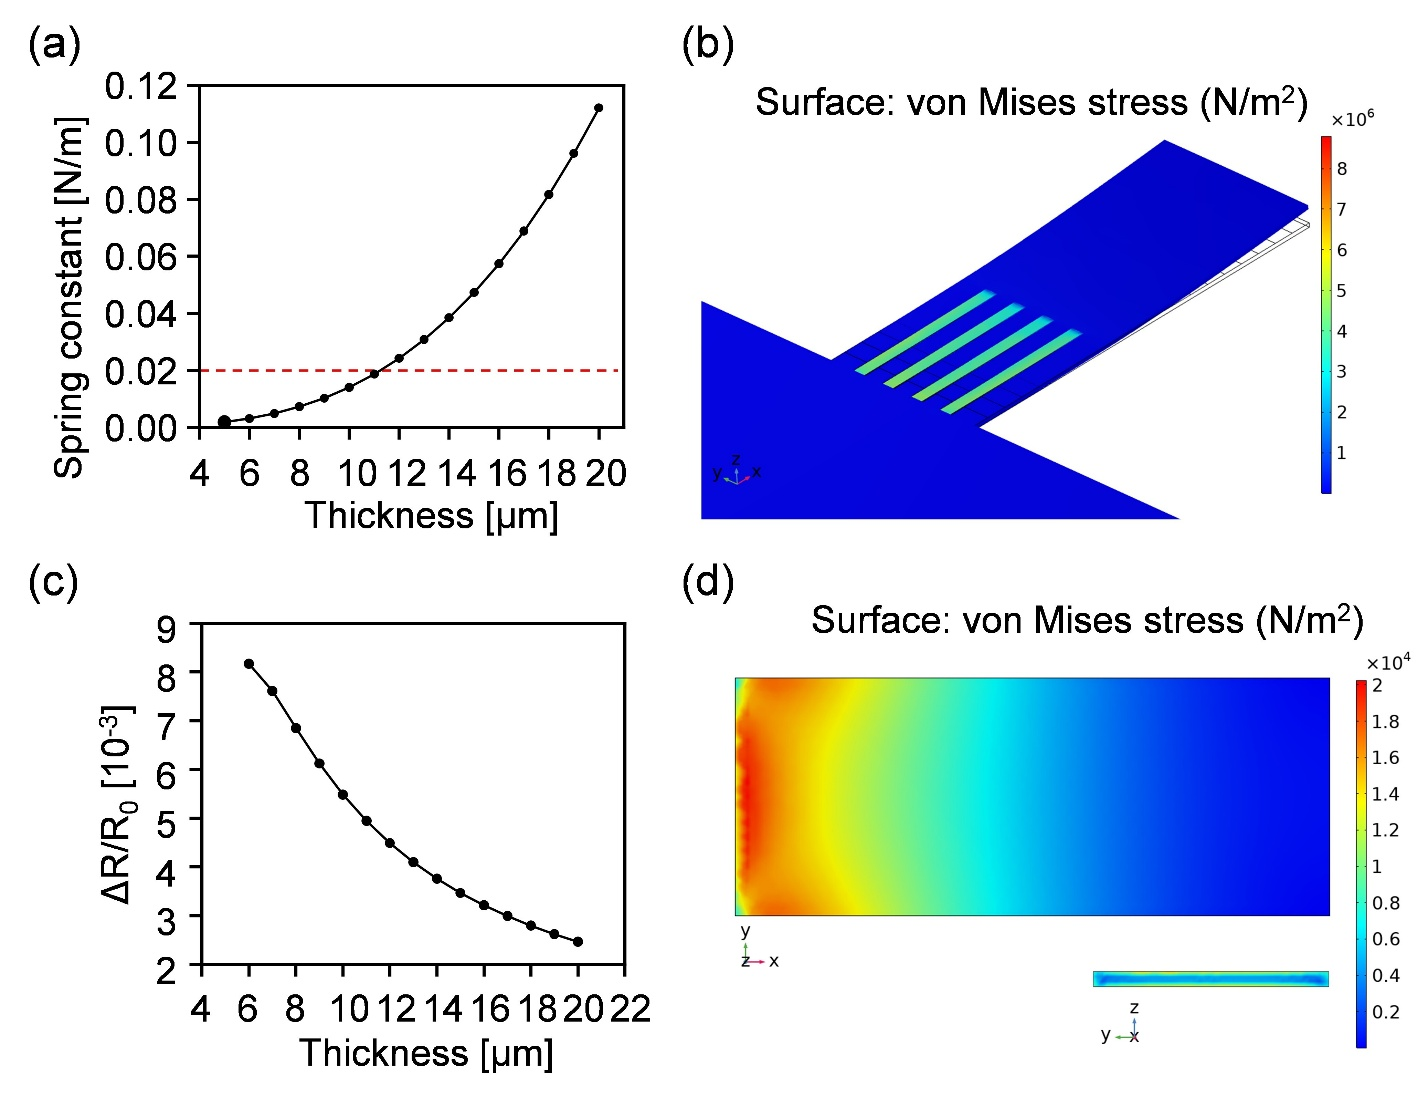 (a)
Spring constant [N/m]
0.12
0.10
0.08
0.06
0.04
0.02
0.00
4 6 8 10 12 14 16 18 20
Thickness [µm]
(b)
Surface: von Mises stress (N/m²)
×10⁶
8
7
6
5
4
3
2
1
z
y x
(c)
ΔR/R₀ [10⁻³]
9
8
7
6
5
4
3
2
4 6 8 10 12 14 16 18 20 22
Thickness [µm]
(d)
Surface: von Mises stress (N/m²)
×10⁴
2
1.8
1.6
1.4
1.2
1
0.8
0.6
0.4
0.2
y
z x
z
y x